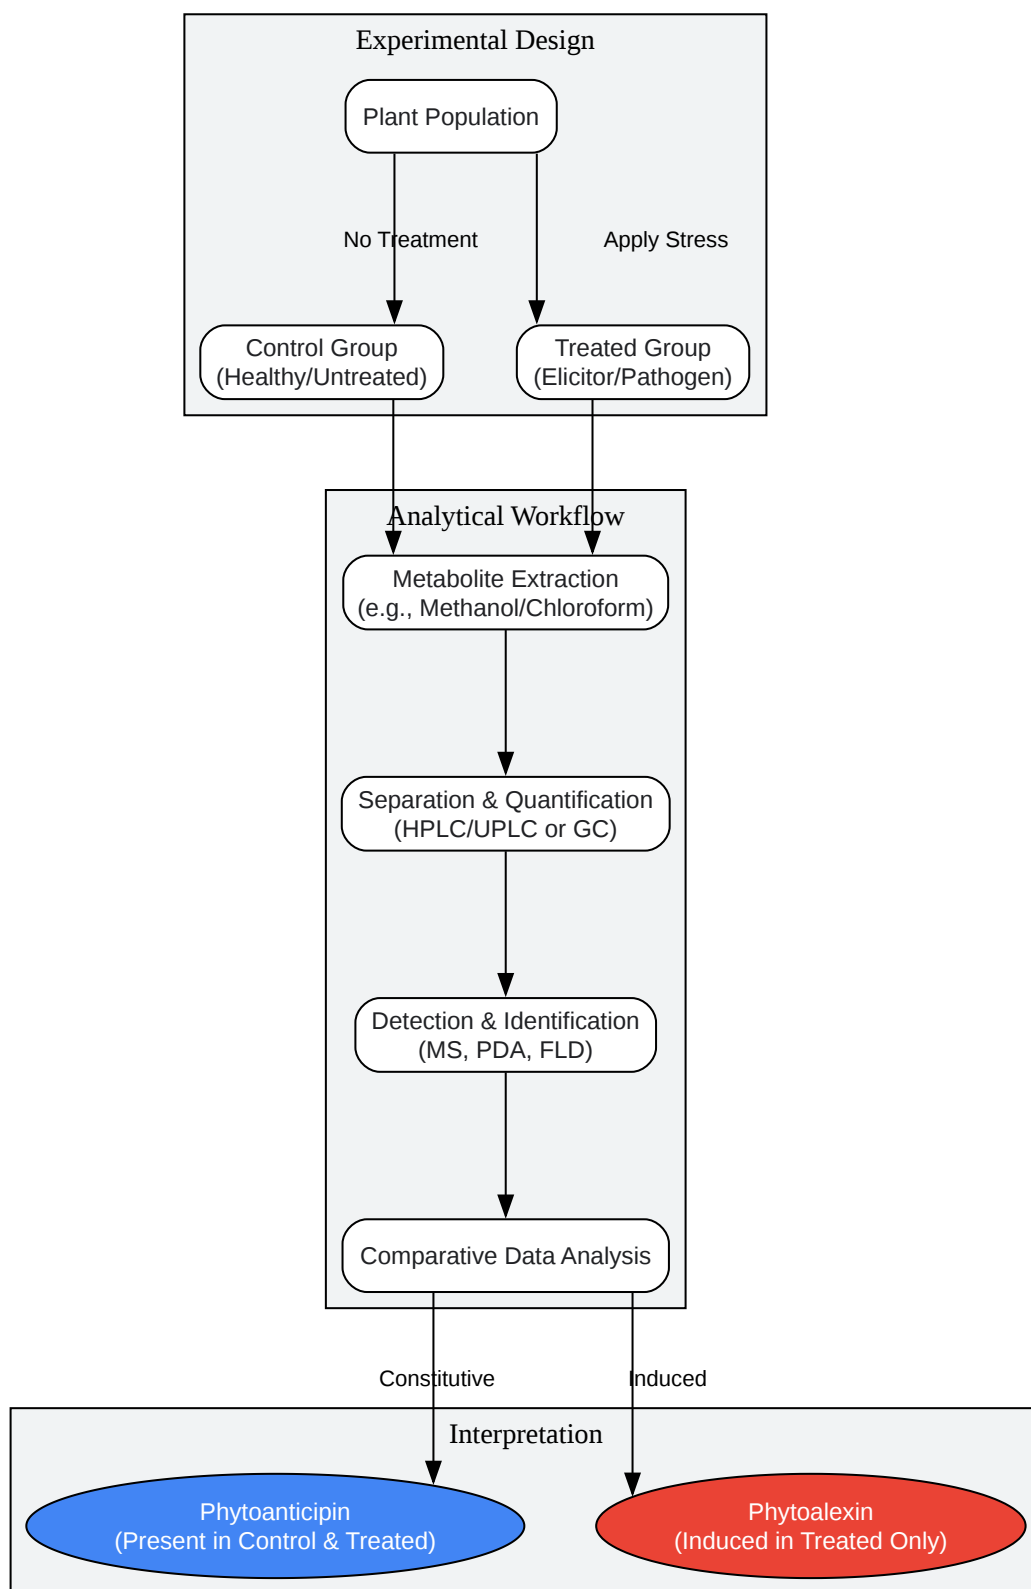 Experimental Design
Plant Population
No Treatment
Apply Stress
Control Group
(Healthy/Untreated)
Treated Group
(Elicitor/Pathogen)
Analytical Workflow
Metabolite Extraction
(e.g., Methanol/Chloroform)
Separation & Quantification
(HPLC/UPLC or GC)
Detection & Identification
(MS, PDA, FLD)
Comparative Data Analysis
Constitutive
Induced
Interpretation
Phytoanticipin
(Present in Control & Treated)
Phytoalexin
(Induced in Treated Only)